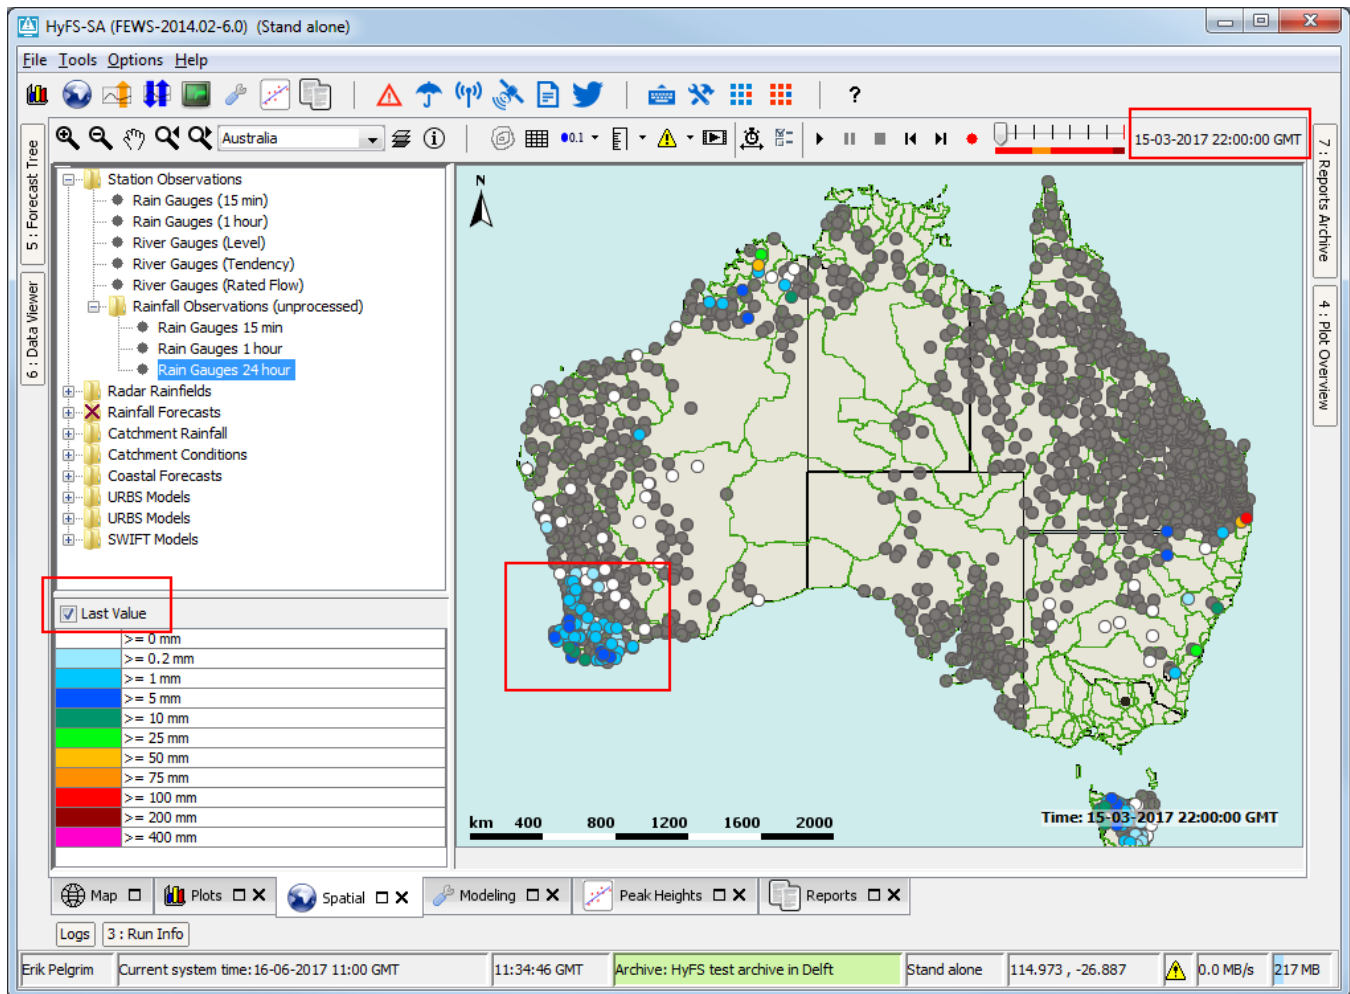 HyFS-SA (FEWS-2014.02-6.0) (Stand alone)
File Tools Options Help
?
Australia
0.1
15-03-2017 22:00:00 GMT
5 : Forecast Tree
6 : Data Viewer
Station Observations
Rain Gauges (15 min)
Rain Gauges (1 hour)
River Gauges (Level)
River Gauges (Tendency)
River Gauges (Rated Flow)
Rainfall Observations (unprocessed)
Rain Gauges 15 min
Rain Gauges 1 hour
Rain Gauges 24 hour
Radar Rainfields
Rainfall Forecasts
Catchment Rainfall
Catchment Conditions
Coastal Forecasts
URBS Models
URBS Models
SWIFT Models
Last Value
>= 0 mm
>= 0.2 mm
>= 1 mm
>= 5 mm
>= 10 mm
>= 25 mm
>= 50 mm
>= 75 mm
>= 100 mm
>= 200 mm
>= 400 mm
N
km 400 800 1200 1600 2000
Time: 15-03-2017 22:00:00 GMT
7 : Reports Archive
4 : Plot Overview
Map
Plots
Spatial
Modeling
Peak Heights
Reports
Logs
3 : Run Info
Erik Pelgrim
Current system time:16-06-2017 11:00 GMT
11:34:46 GMT
Archive: HyFS test archive in Delft
Stand alone
114.973 , -26.887
0.0 MB/s
217 MB